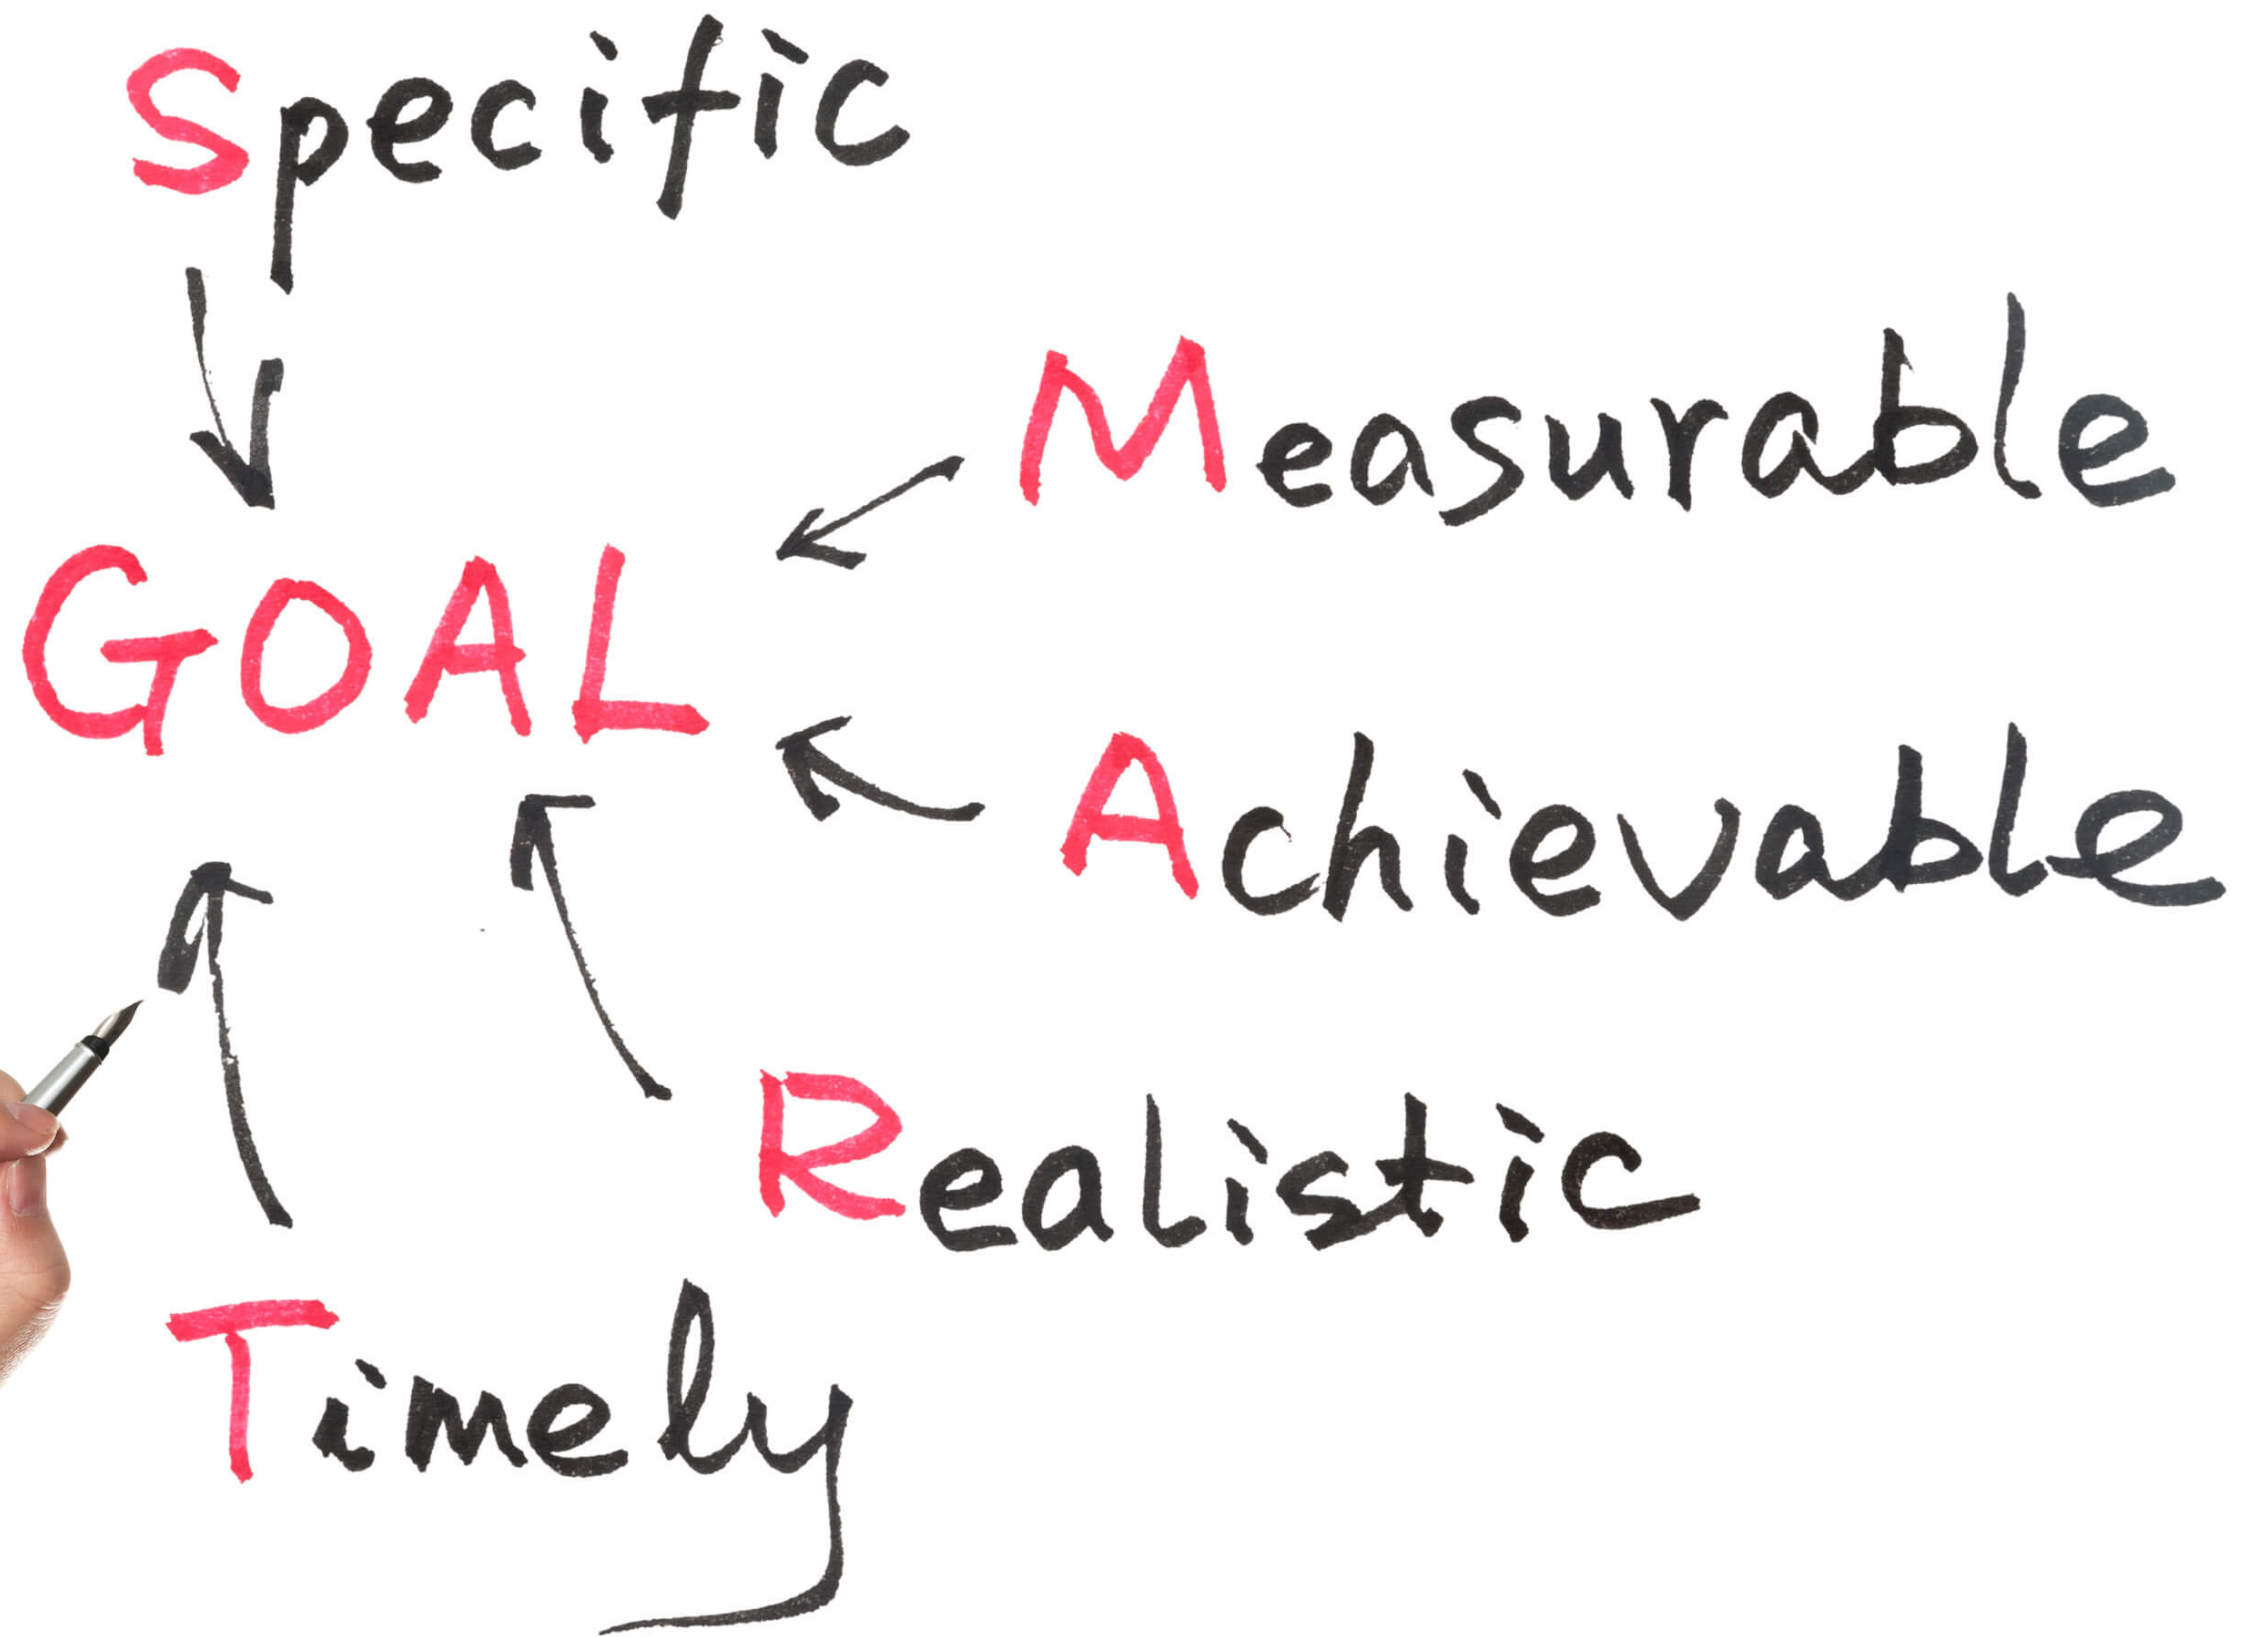 Specific
Measurable
GOAL
Achievable
Realistic
Timely